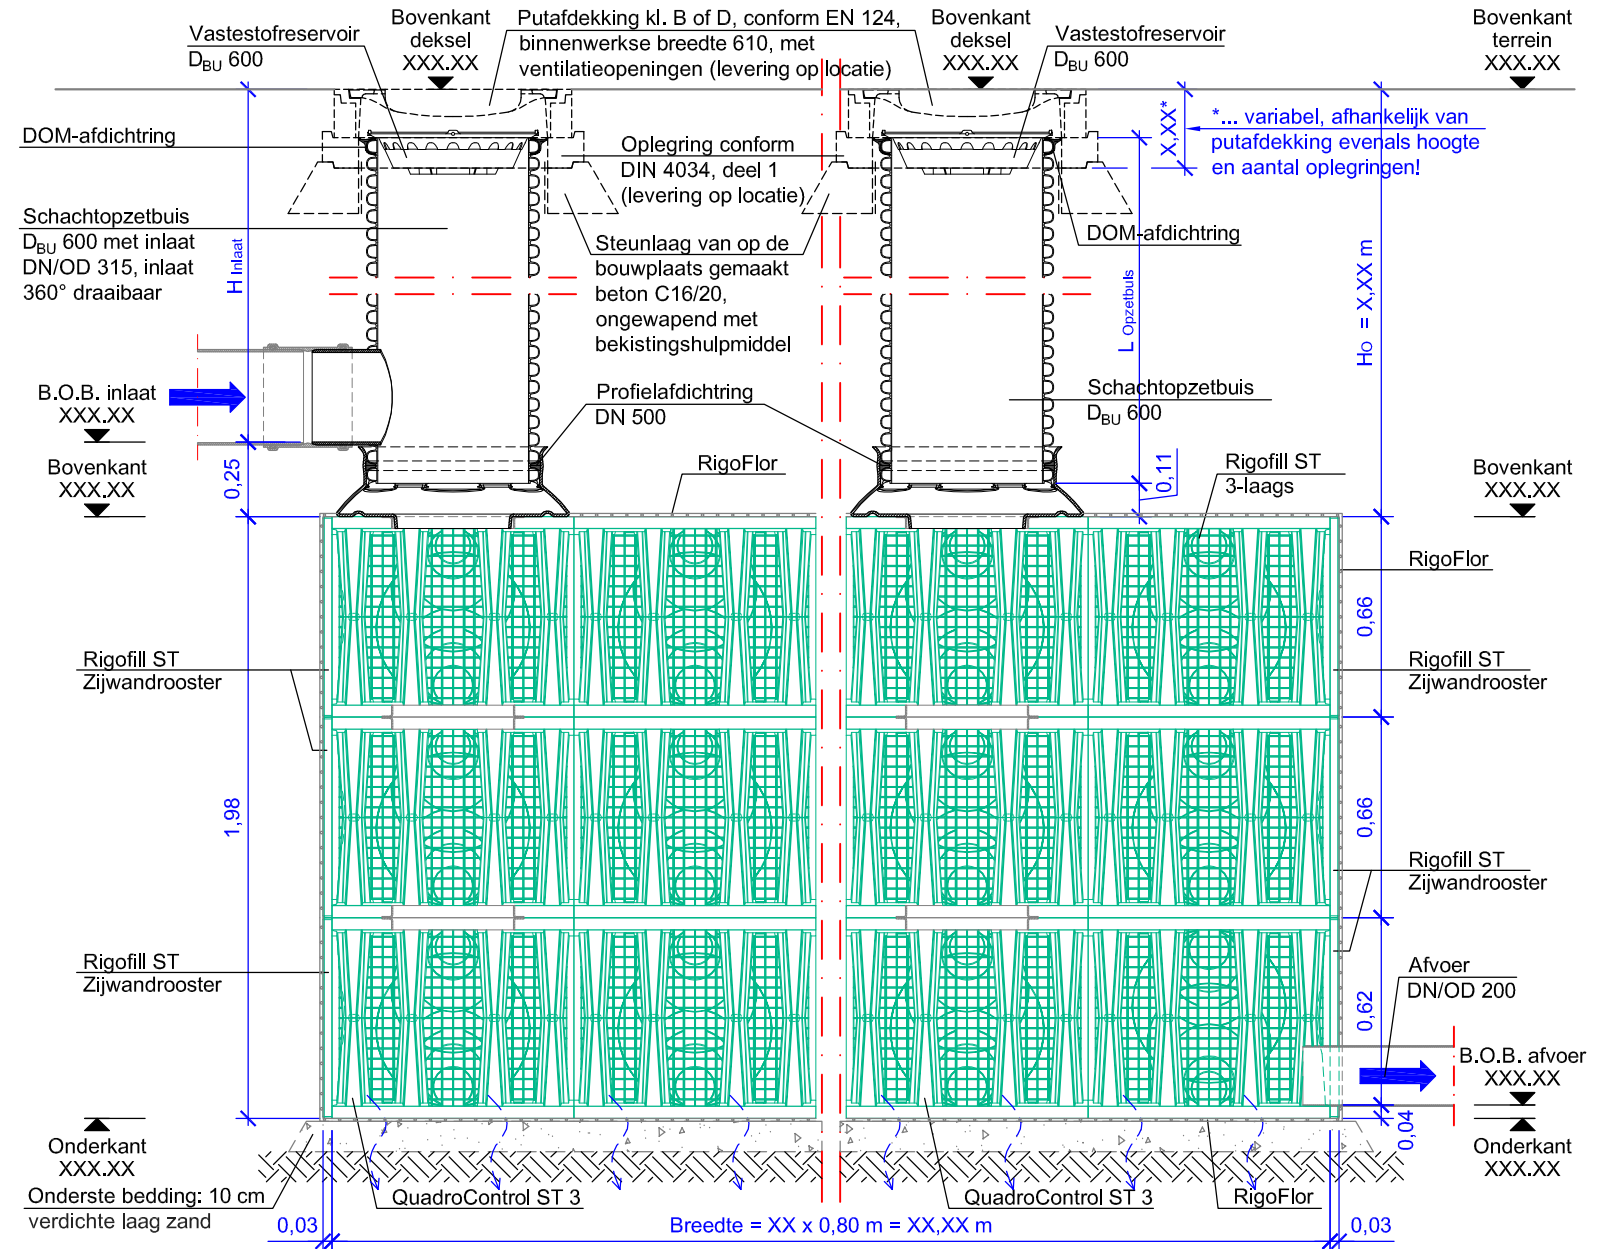 Vastestofreservoir
DBU 600
Bovenkant
deksel
XXX.XX
Putafdekking kl. B of D, conform EN 124,
binnenwerkse breedte 610, met
ventilatieopeningen (levering op locatie)
Bovenkant
deksel
XXX.XX
Vastestofreservoir
DBU 600
Bovenkant
terrein
XXX.XX
DOM-afdichtring
Oplegring conform
DIN 4034, deel 1
(levering op locatie)
X,XX*
*... variabel, afhankelijk van
putafdekking evenals hoogte
en aantal oplegringen!
Schachtopzetbuis
DBU 600 met inlaat
DN/OD 315, inlaat
360° draaibaar
H Inlaat
Steunlaag van op de
bouwplaats gemaakt
beton C16/20,
ongewapend met
bekistingshulpmiddel
DOM-afdichtring
L Opzetbuis
Ho = X,XX m
B.O.B. inlaat
XXX.XX
Profielafdichtring
DN 500
Schachtopzetbuis
DBU 600
Bovenkant
XXX.XX
0,25
RigoFlor
0,11
Rigofill ST
3-laags
Bovenkant
XXX.XX
RigoFlor
0,66
Rigofill ST
Zijwandrooster
Rigofill ST
Zijwandrooster
1,98
0,66
Rigofill ST
Zijwandrooster
Rigofill ST
Zijwandrooster
Afvoer
DN/OD 200
0,62
B.O.B. afvoer
XXX.XX
0,04
Onderkant
XXX.XX
Onderkant
XXX.XX
Onderste bedding: 10 cm
verdichte laag zand
QuadroControl ST 3
QuadroControl ST 3
RigoFlor
0,03
Breedte = XX x 0,80 m = XX,XX m
0,03